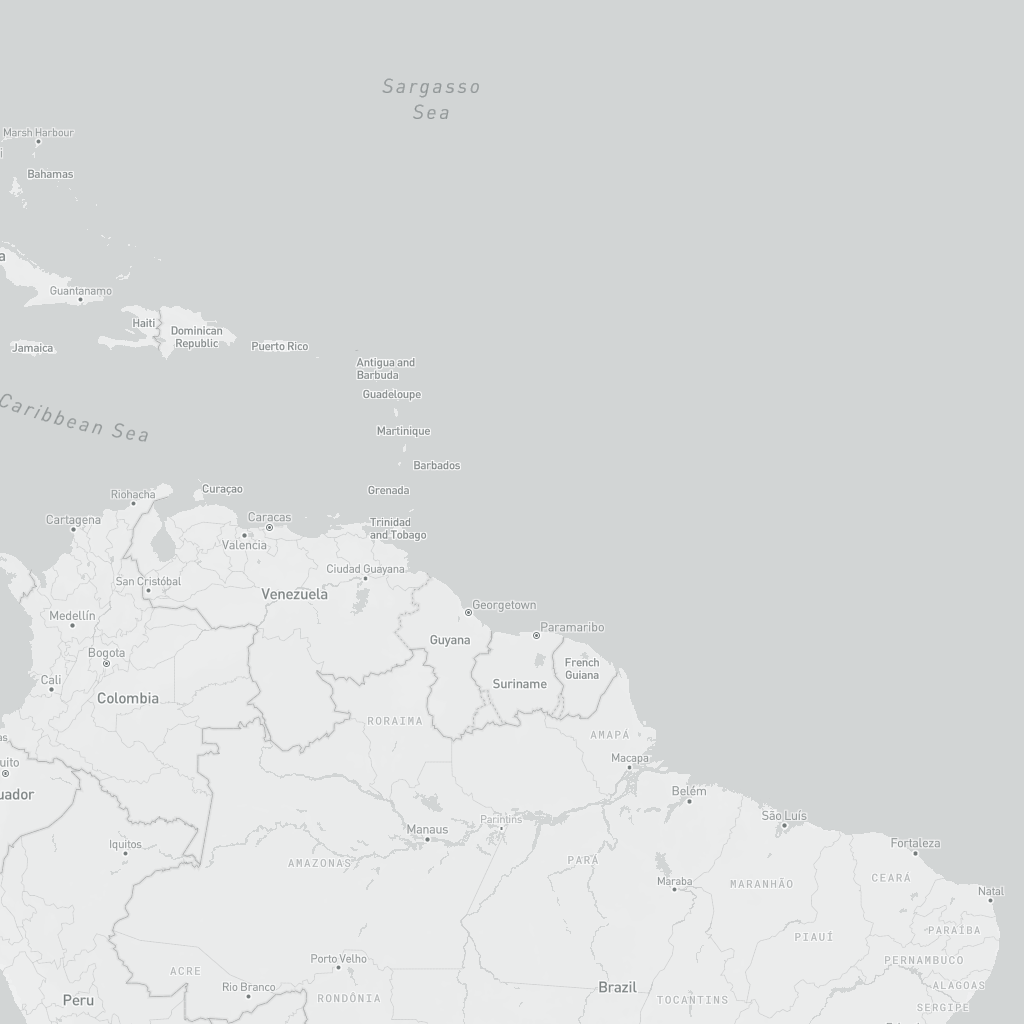 Sargasso
Sea
Marsh Harbour
Bahamas
Guantanamo
Haiti
Dominican
Republic
Jamaica
Puerto Rico
Antigua and
Barbuda
Guadeloupe
Caribbean Sea
Martinique
Barbados
Grenada
Riohacha
Curaçao
Cartagena
Caracas
Trinidad
and Tobago
Valencia
Ciudad Guayana
San Cristóbal
Venezuela
Georgetown
Medellín
Paramaribo
Guyana
Bogota
French
Guiana
Cali
Suriname
Colombia
RORAIMA
AMAPÁ
as
uito
Macapa
uador
Belém
São Luís
Parintins
Manaus
Iquitos
Fortaleza
AMAZONAS
PARÁ
CEARÁ
Maraba
MARANHÃO
Natal
PARAÍBA
PIAUÍ
Porto Velho
PERNAMBUCO
ACRE
Rio Branco
Brazil
ALAGOAS
Peru
RONDÔNIA
TOCANTINS
SERGIPE